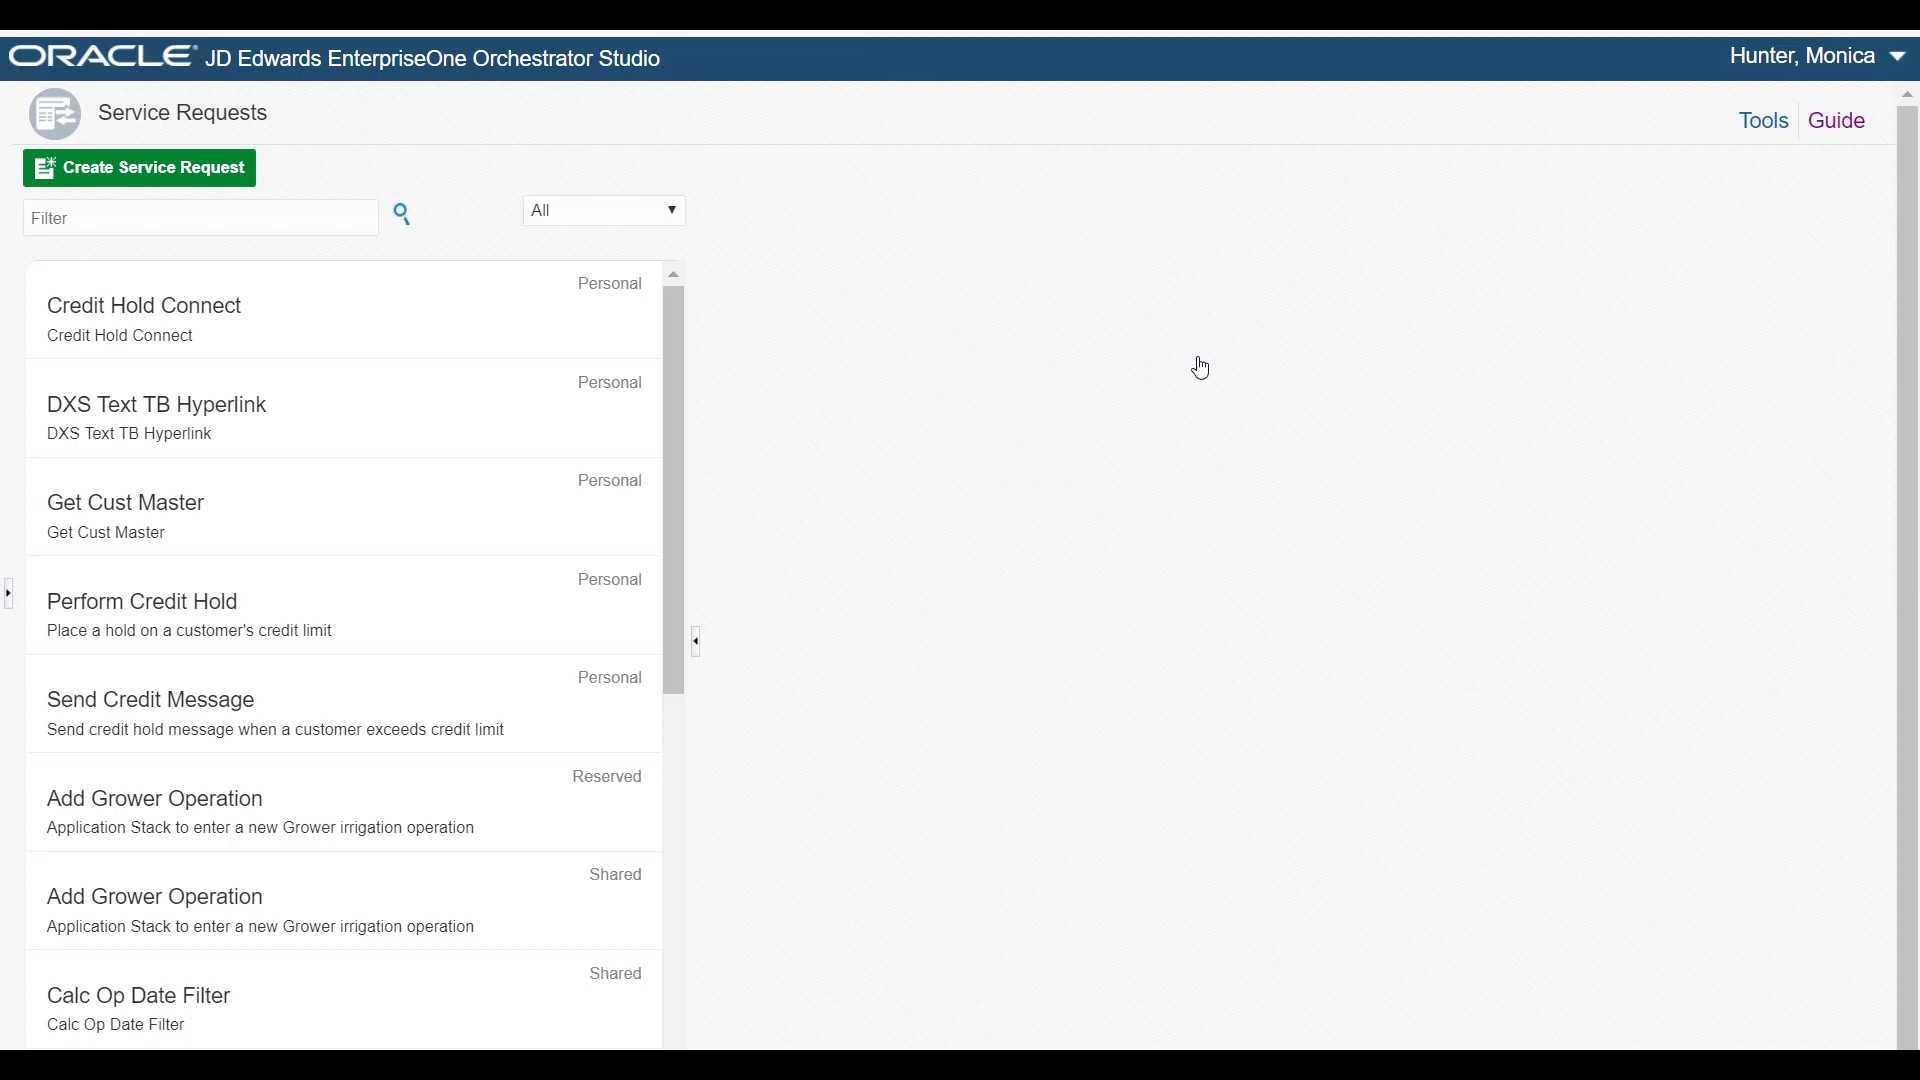 ORACLE JD Edwards EnterpriseOne Orchestrator Studio
Hunter, Monica
Service Requests
Tools Guide
Create Service Request
Filter
All
Personal
Credit Hold Connect
Credit Hold Connect
Personal
DXS Text TB Hyperlink
DXS Text TB Hyperlink
Personal
Get Cust Master
Get Cust Master
Personal
Perform Credit Hold
Place a hold on a customer's credit limit
Personal
Send Credit Message
Send credit hold message when a customer exceeds credit limit
Reserved
Add Grower Operation
Application Stack to enter a new Grower irrigation operation
Shared
Add Grower Operation
Application Stack to enter a new Grower irrigation operation
Shared
Calc Op Date Filter
Calc Op Date Filter